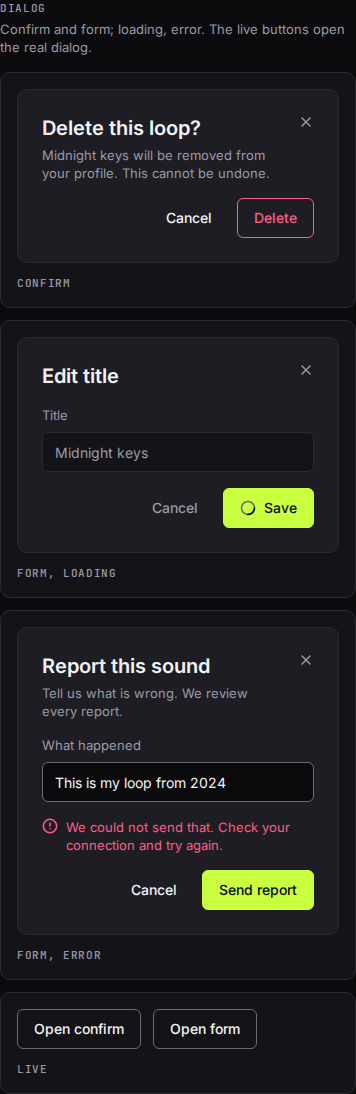 DIALOG
Confirm and form; loading, error. The live buttons open
the real dialog.
Delete this loop?
Midnight keys will be removed from
your profile. This cannot be undone.
Cancel
Delete
CONFIRM
Edit title
Title
Midnight keys
Cancel
Save
FORM, LOADING
Report this sound
Tell us what is wrong. We review
every report.
What happened
This is my loop from 2024
We could not send that. Check your
connection and try again.
Cancel
Send report
FORM, ERROR
Open confirm
Open form
LIVE